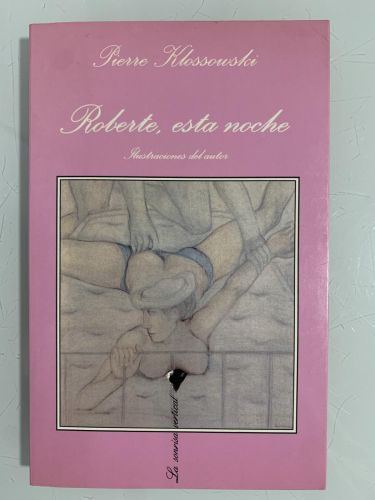 Pierre Klossowski
Roberte, esta noche
Ilustraciones del autor
La sonrisa vertical